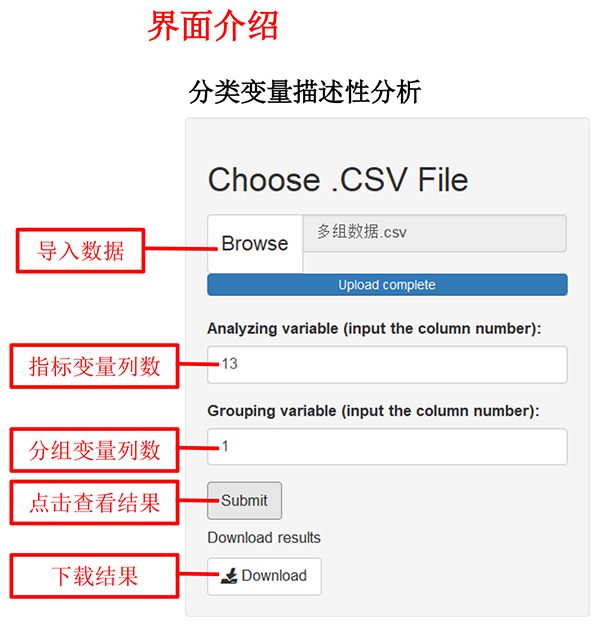 界面介绍
分类变量描述性分析
Choose .CSV File
导入数据
Browse
多组数据.csv
Upload complete
Analyzing variable (input the column number):
指标变量列数
13
Grouping variable (input the column number):
分组变量列数
1
点击查看结果
Submit
Download results
下载结果
Download